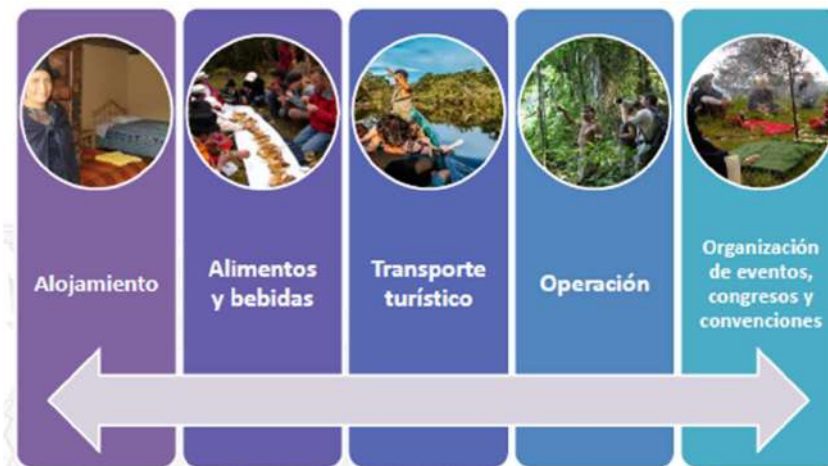 Alojamiento
Alimentos
y bebidas
Transporte
turístico
Operación
Organización
de eventos,
congresos y
convenciones